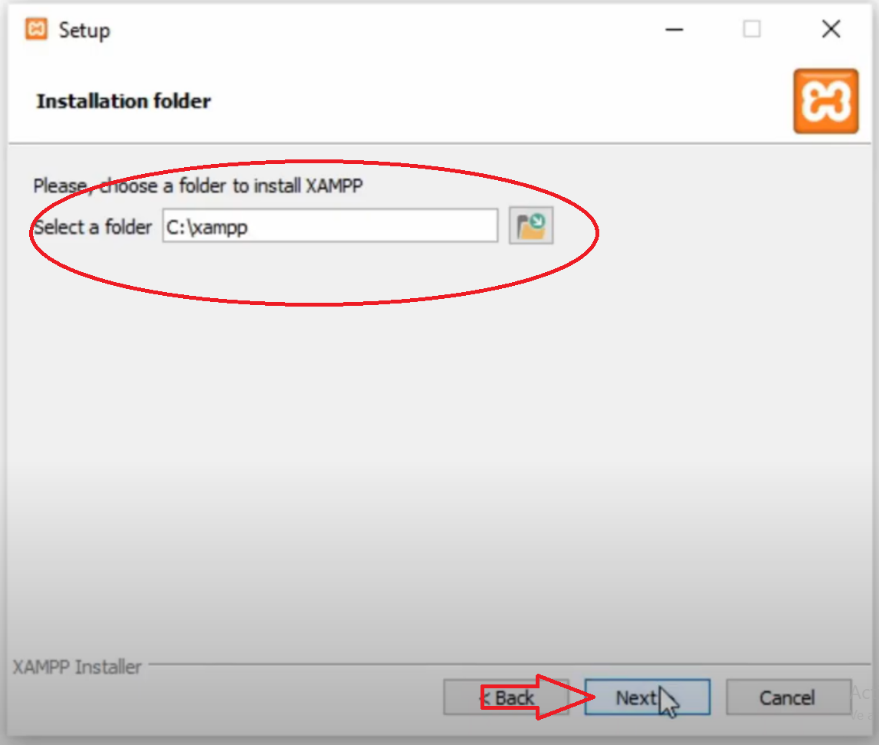 Setup
Installation folder
Please, choose a folder to install XAMPP
Select a folder C:\xampp
XAMPP Installer
< Back Next Cancel